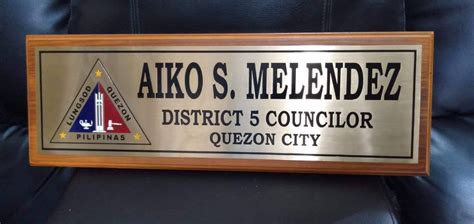 LUNGSOD QUEZON
PILIPINAS
AIKO S. MELENDEZ
DISTRICT 5 COUNCILOR
QUEZON CITY